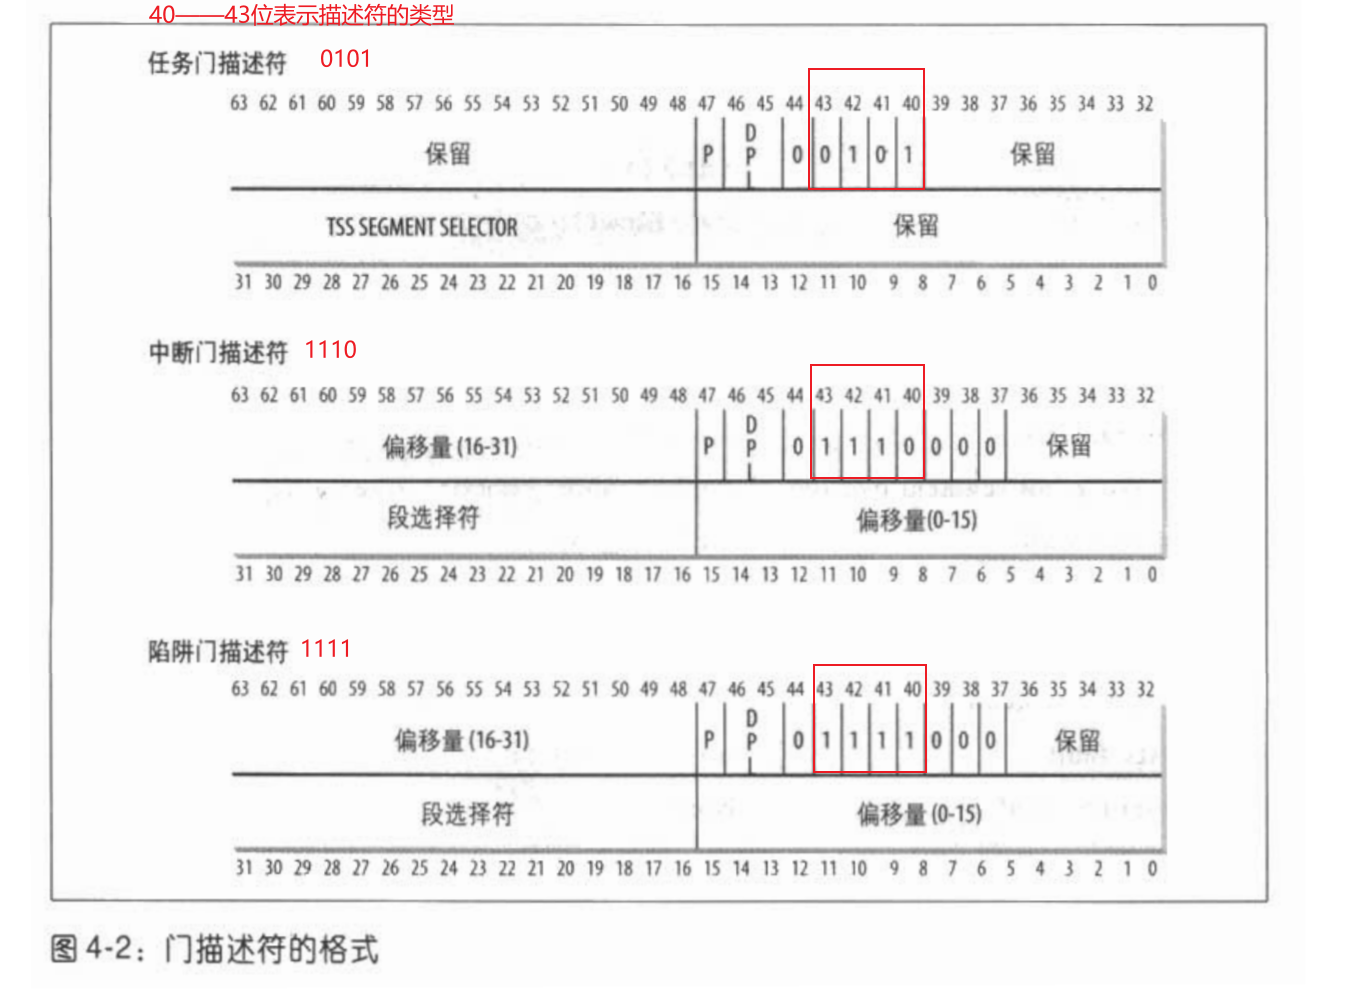 40——43位表示描述符的类型
任务门描述符 0101
63 62 61 60 59 58 57 56 55 54 53 52 51 50 49 48 47 46 45 44 43 42 41 40 39 38 37 36 35 34 33 32
保留 P DPL 0 0 1 0 1 保留
TSS SEGMENT SELECTOR 保留
31 30 29 28 27 26 25 24 23 22 21 20 19 18 17 16 15 14 13 12 11 10 9 8 7 6 5 4 3 2 1 0
中断门描述符 1110
63 62 61 60 59 58 57 56 55 54 53 52 51 50 49 48 47 46 45 44 43 42 41 40 39 38 37 36 35 34 33 32
偏移量(16-31) P DPL 0 1 1 1 0 0 0 0 保留
段选择符 偏移量(0-15)
31 30 29 28 27 26 25 24 23 22 21 20 19 18 17 16 15 14 13 12 11 10 9 8 7 6 5 4 3 2 1 0
陷阱门描述符 1111
63 62 61 60 59 58 57 56 55 54 53 52 51 50 49 48 47 46 45 44 43 42 41 40 39 38 37 36 35 34 33 32
偏移量(16-31) P DPL 0 1 1 1 1 0 0 0 保留
段选择符 偏移量(0-15)
31 30 29 28 27 26 25 24 23 22 21 20 19 18 17 16 15 14 13 12 11 10 9 8 7 6 5 4 3 2 1 0
图 4-2：门描述符的格式